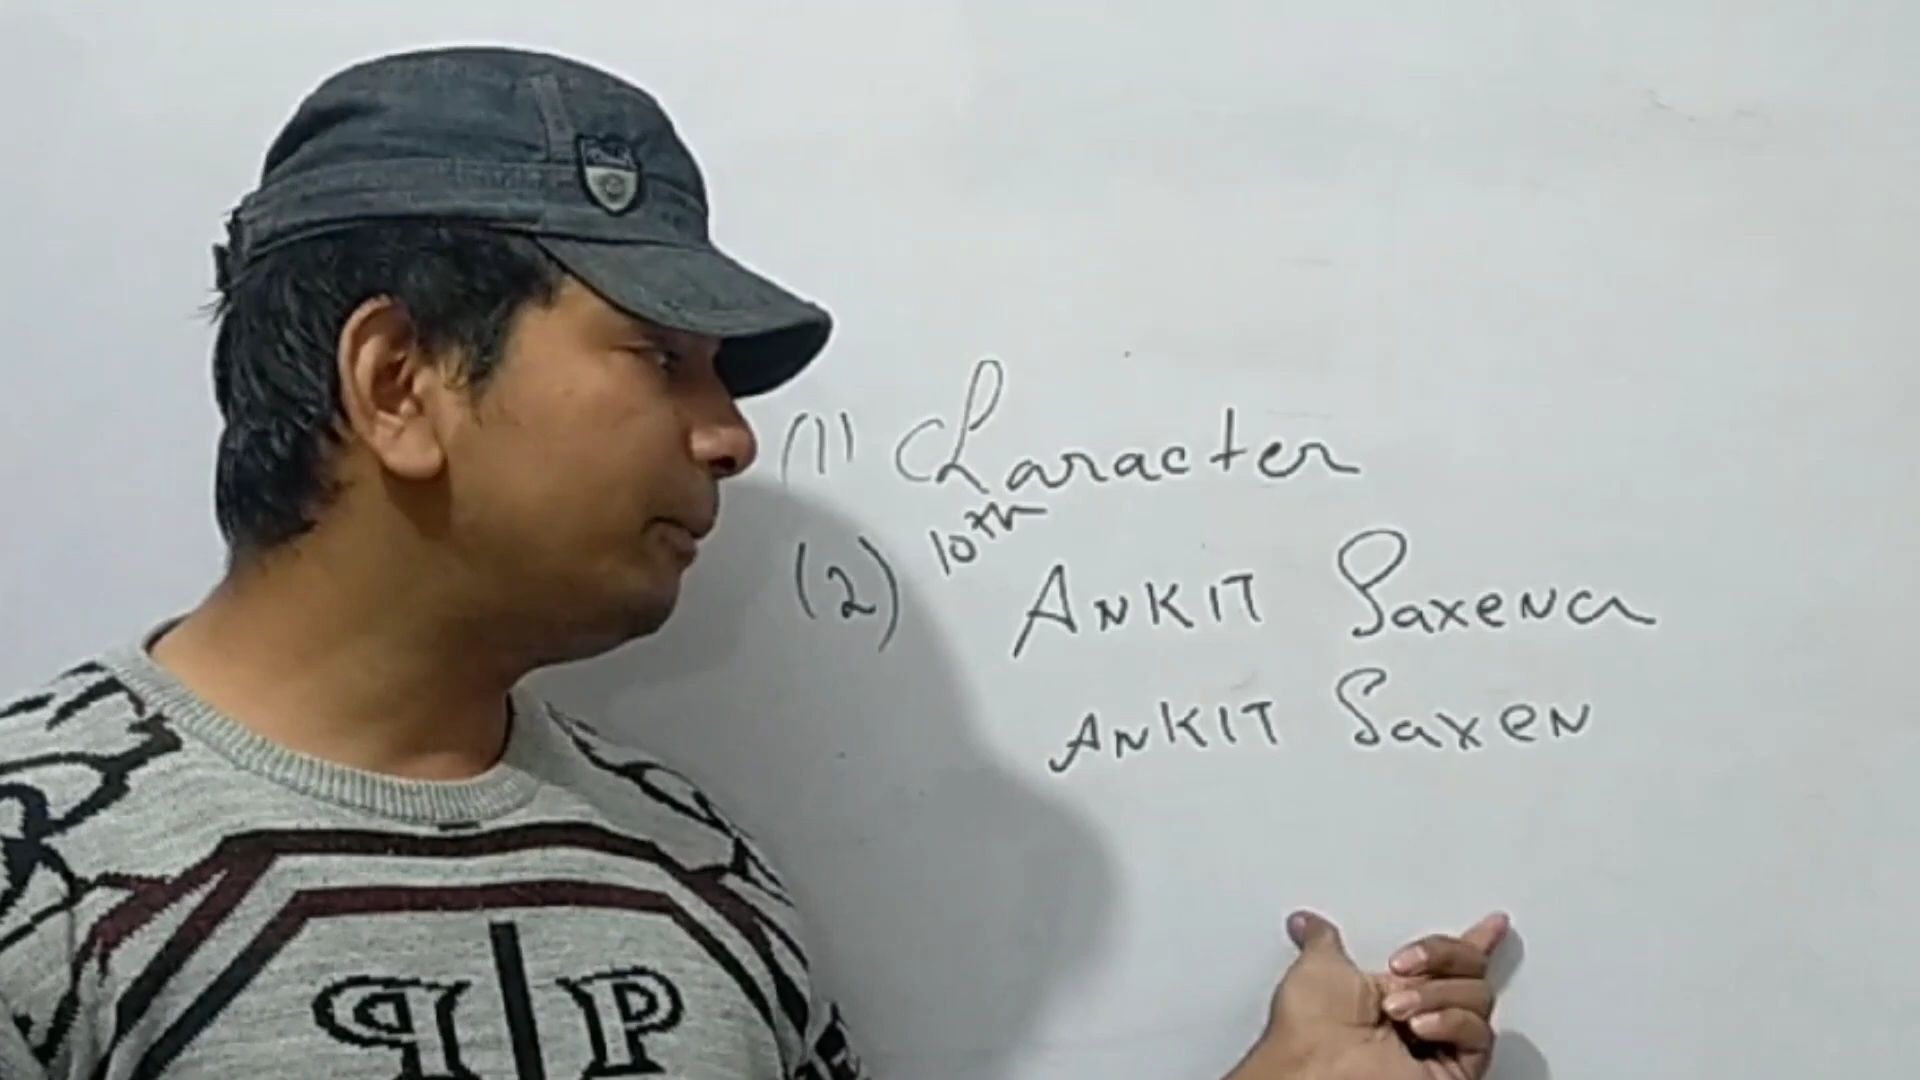 (1) Character
(2) 10th ANKIT SaxeNa
ANKIT SaxeN
P